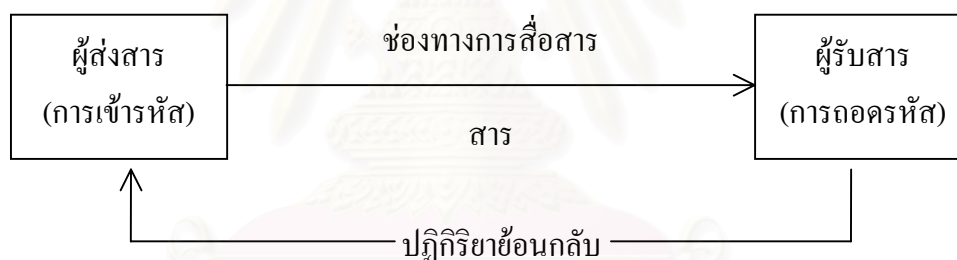 ผู้ส่งสาร
(การเข้ารหัส)
ช่องทางการสื่อสาร
สาร
ผู้รับสาร
(การถอดรหัส)
ปฏิกิริยาย้อนกลับ